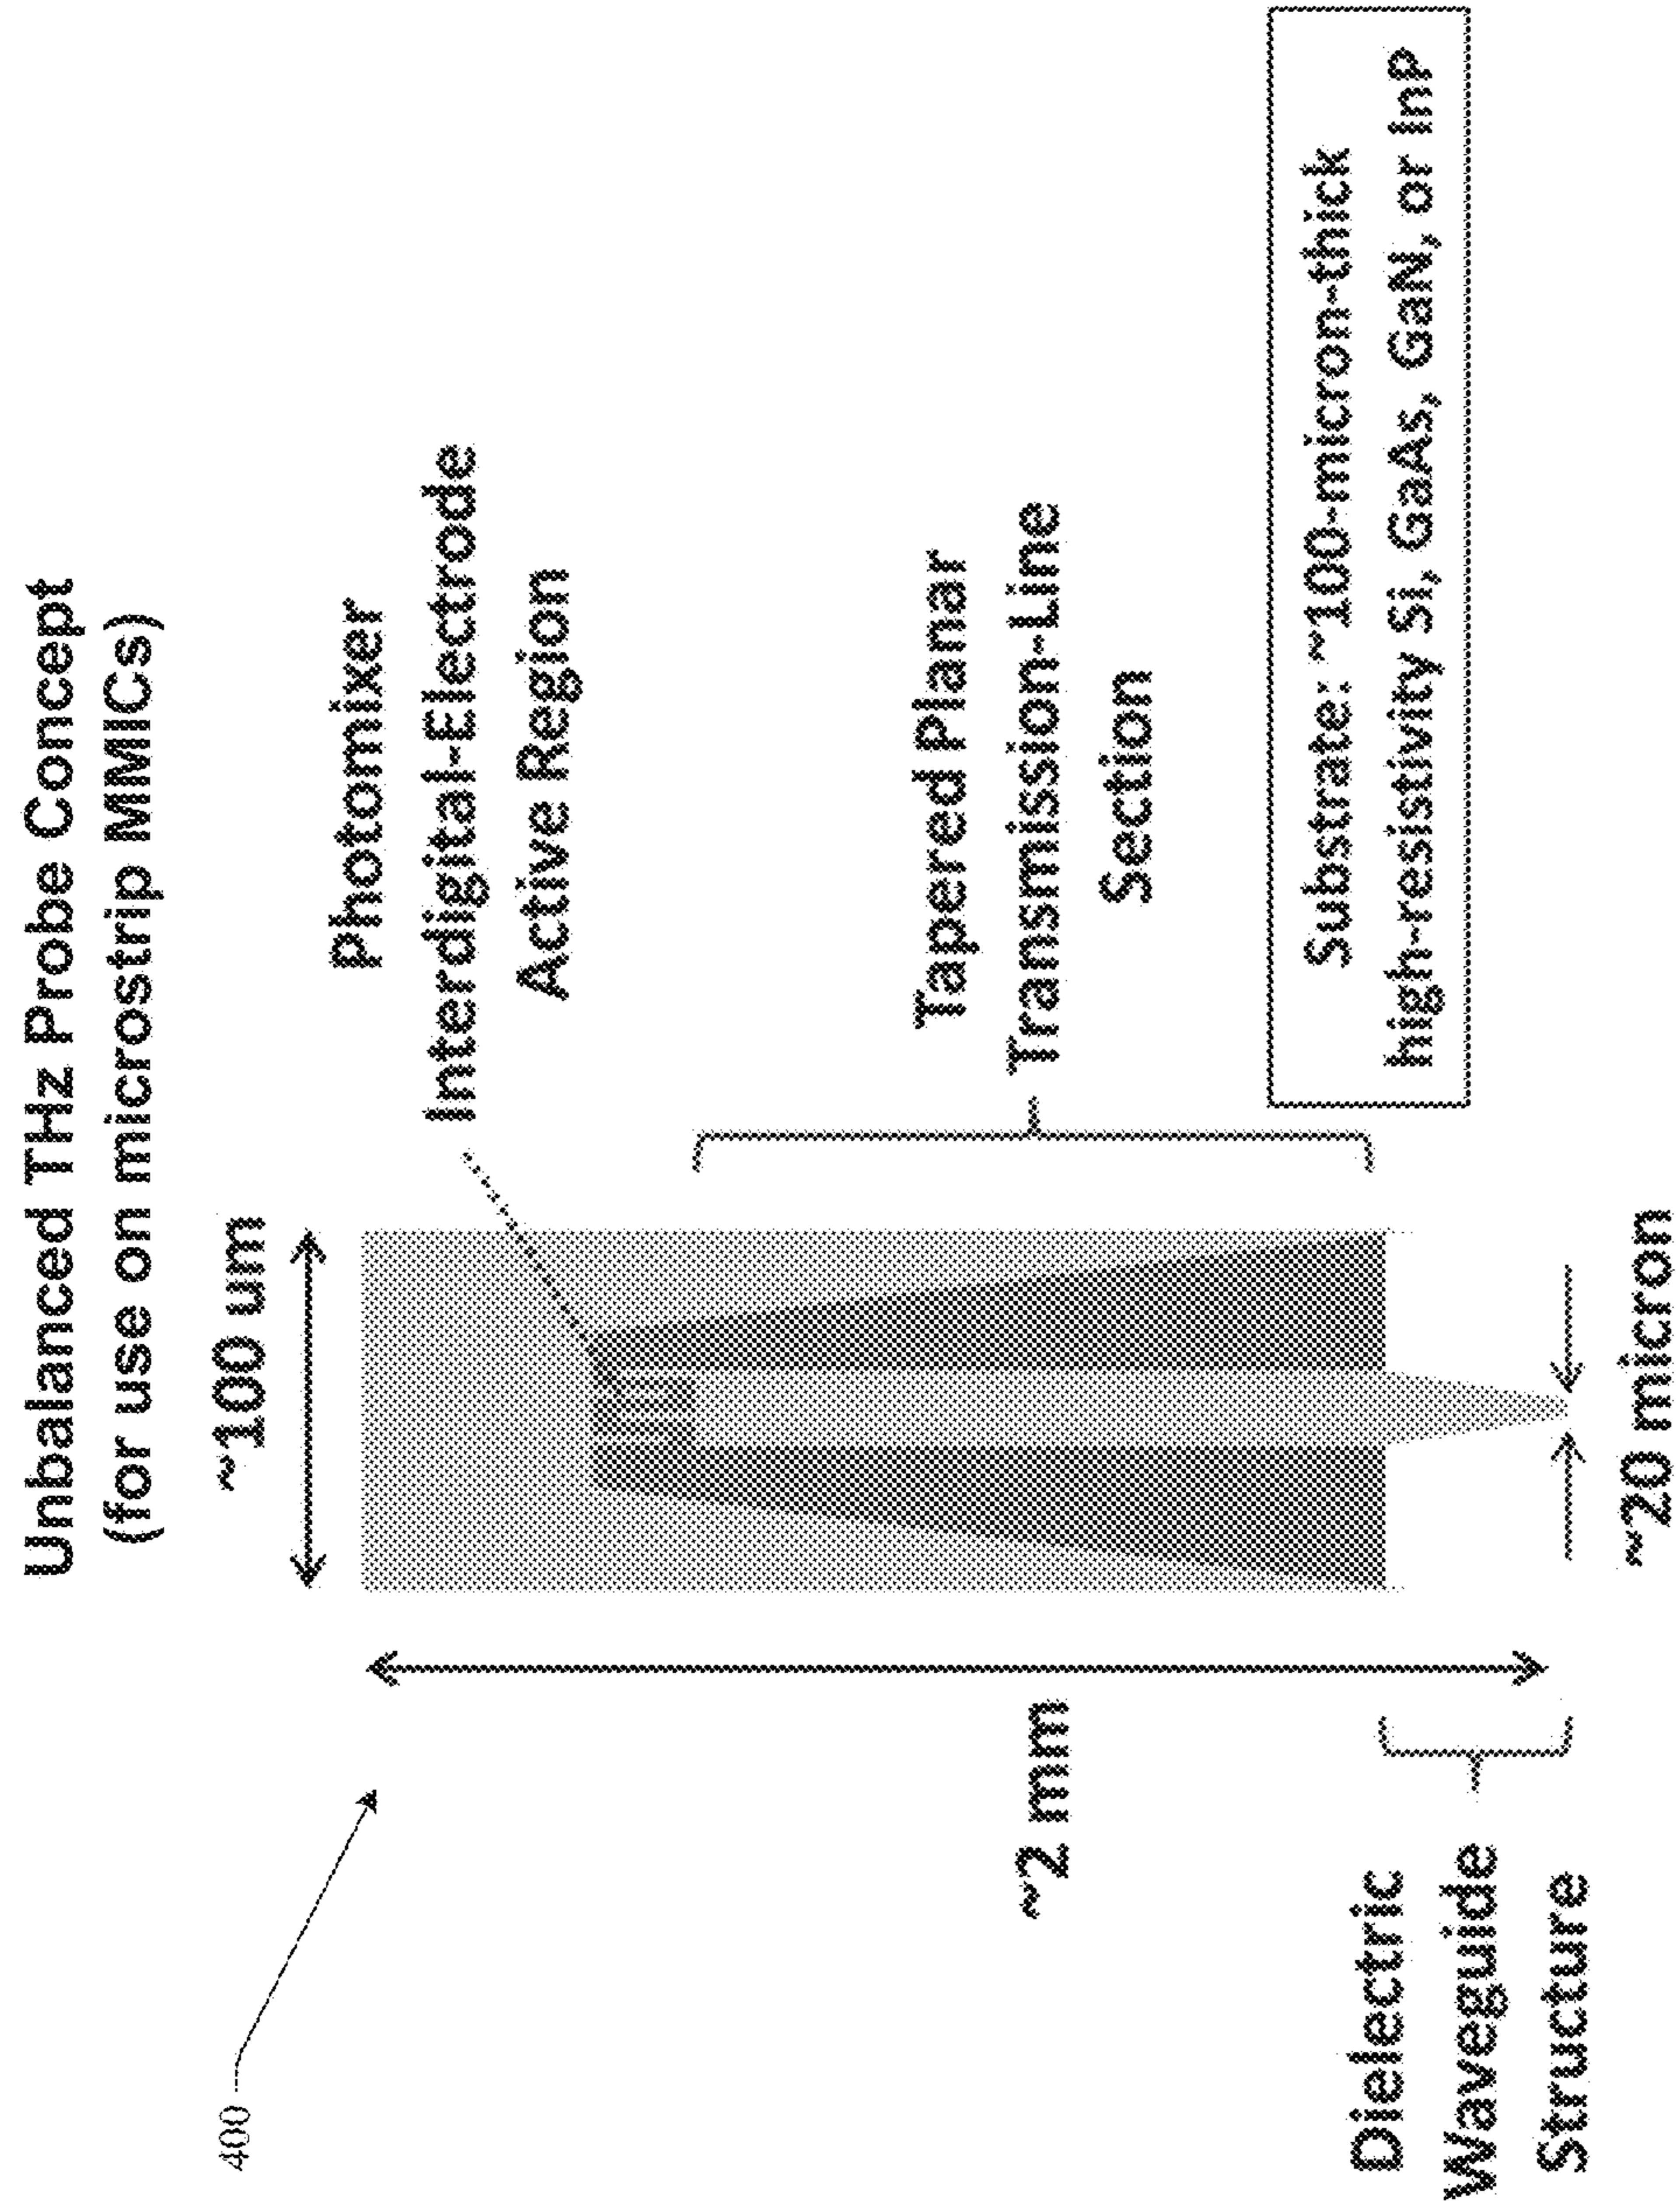 Unbalanced THz Probe Concept
(for use on microstrip MMICs)
400
~100 um
Photomixer
Interdigital-Electrode
Active Region
~2 mm
Tapered Planar
Transmission-Line
Section
Dielectric
Waveguide
Structure
~20 micron
Substrate: ~100-micron-thick
high-resistivity Si, GaAs, GaN, or InP